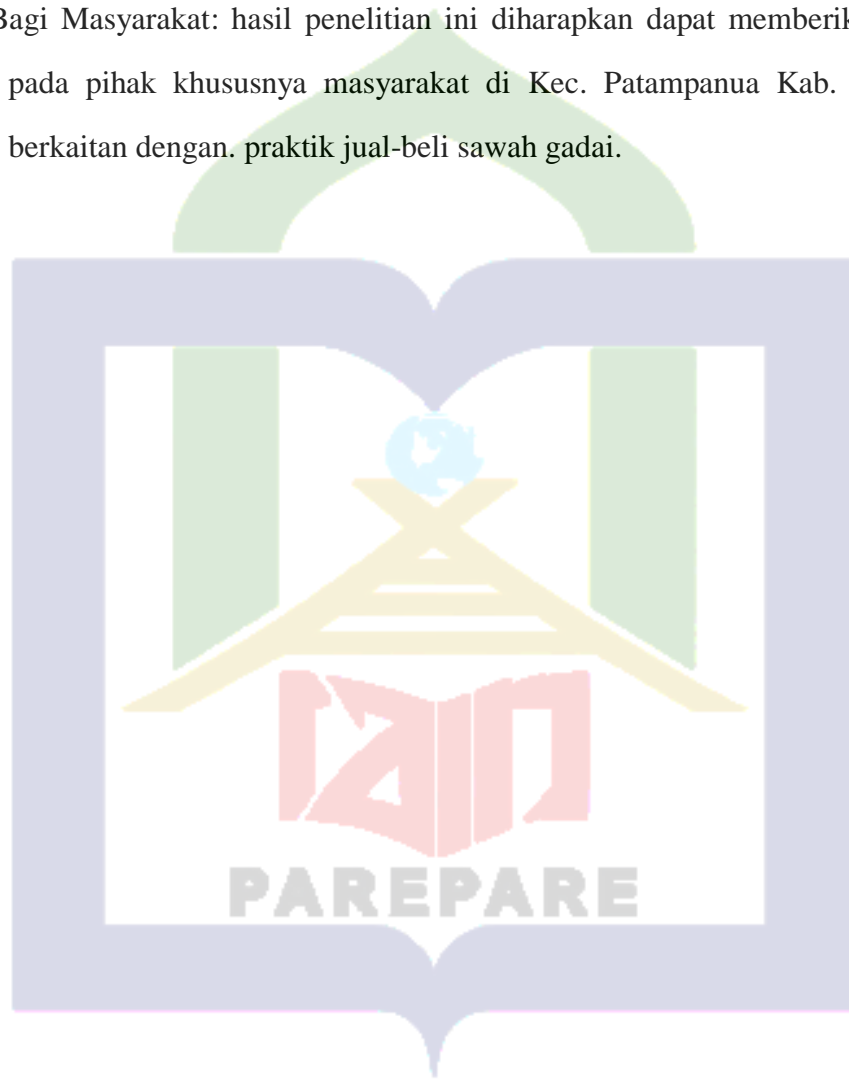 Bagi Masyarakat: hasil penelitian ini diharapkan dapat memberik
pada pihak khususnya masyarakat di Kec. Patampanua Kab.
berkaitan dengan. praktik jual-beli sawah gadai.
iain
PAREPARE